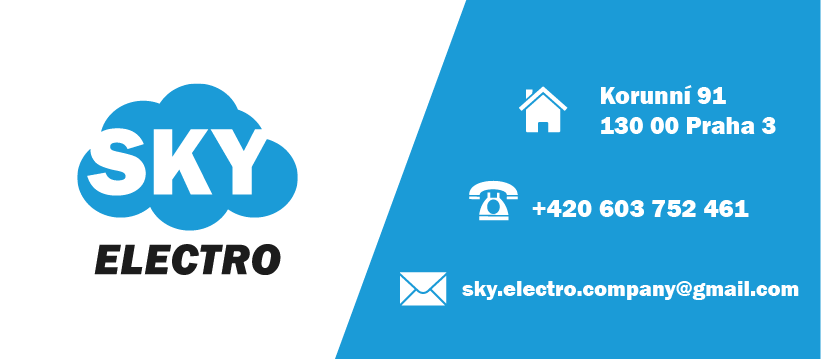 SKY
ELECTRO
Korunní 91
130 00 Praha 3
+420 603 752 461
sky.electro.company@gmail.com